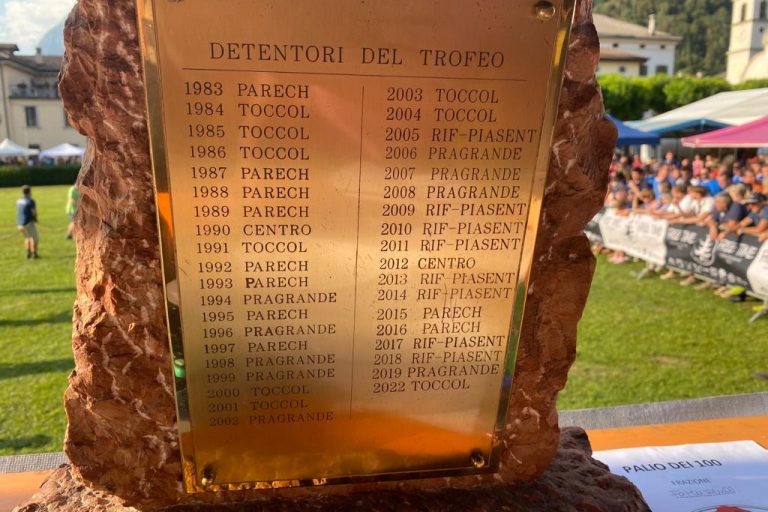 DETENTORI DEL TROFEO
1983 PARECH
1984 TOCCOL
1985 TOCCOL
1986 TOCCOL
1987 PARECH
1988 PARECH
1989 PARECH
1990 CENTRO
1991 TOCCOL
1992 PARECH
1993 PARECH
1994 PRAGRANDE
1995 PARECH
1996 PRAGRANDE
1997 PARECH
1998 PRAGRANDE
1999 PRAGRANDE
2000 TOCCOL
2001 TOCCOL
2002 PRAGRANDE
2003 TOCCOL
2004 TOCCOL
2005 RIF-PIASENT
2006 PRAGRANDE
2007 PRAGRANDE
2008 PRAGRANDE
2009 RIF-PIASENT
2010 RIF-PIASENT
2011 RIF-PIASENT
2012 CENTRO
2013 RIF-PIASENT
2014 RIF-PIASENT
2015 PARECH
2016 PARECH
2017 RIF-PIASENT
2018 RIF-PIASENT
2019 PRAGRANDE
2022 TOCCOL
PALIO DEI 100
FRAZIONE